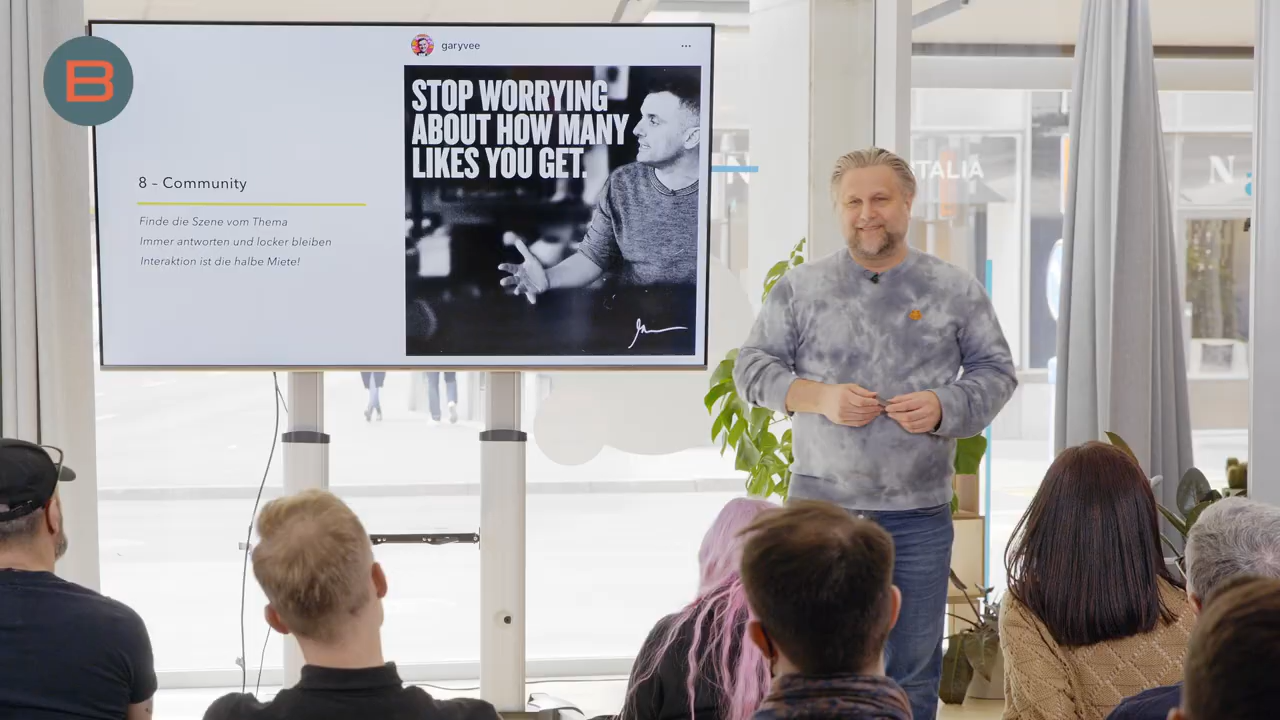 B
garyvee
STOP WORRYING
ABOUT HOW MANY
LIKES YOU GET.
8 - Community
Finde die Szene vom Thema
Immer antworten und locker bleiben
Interaktion ist die halbe Miete!
N
ITALIA
N